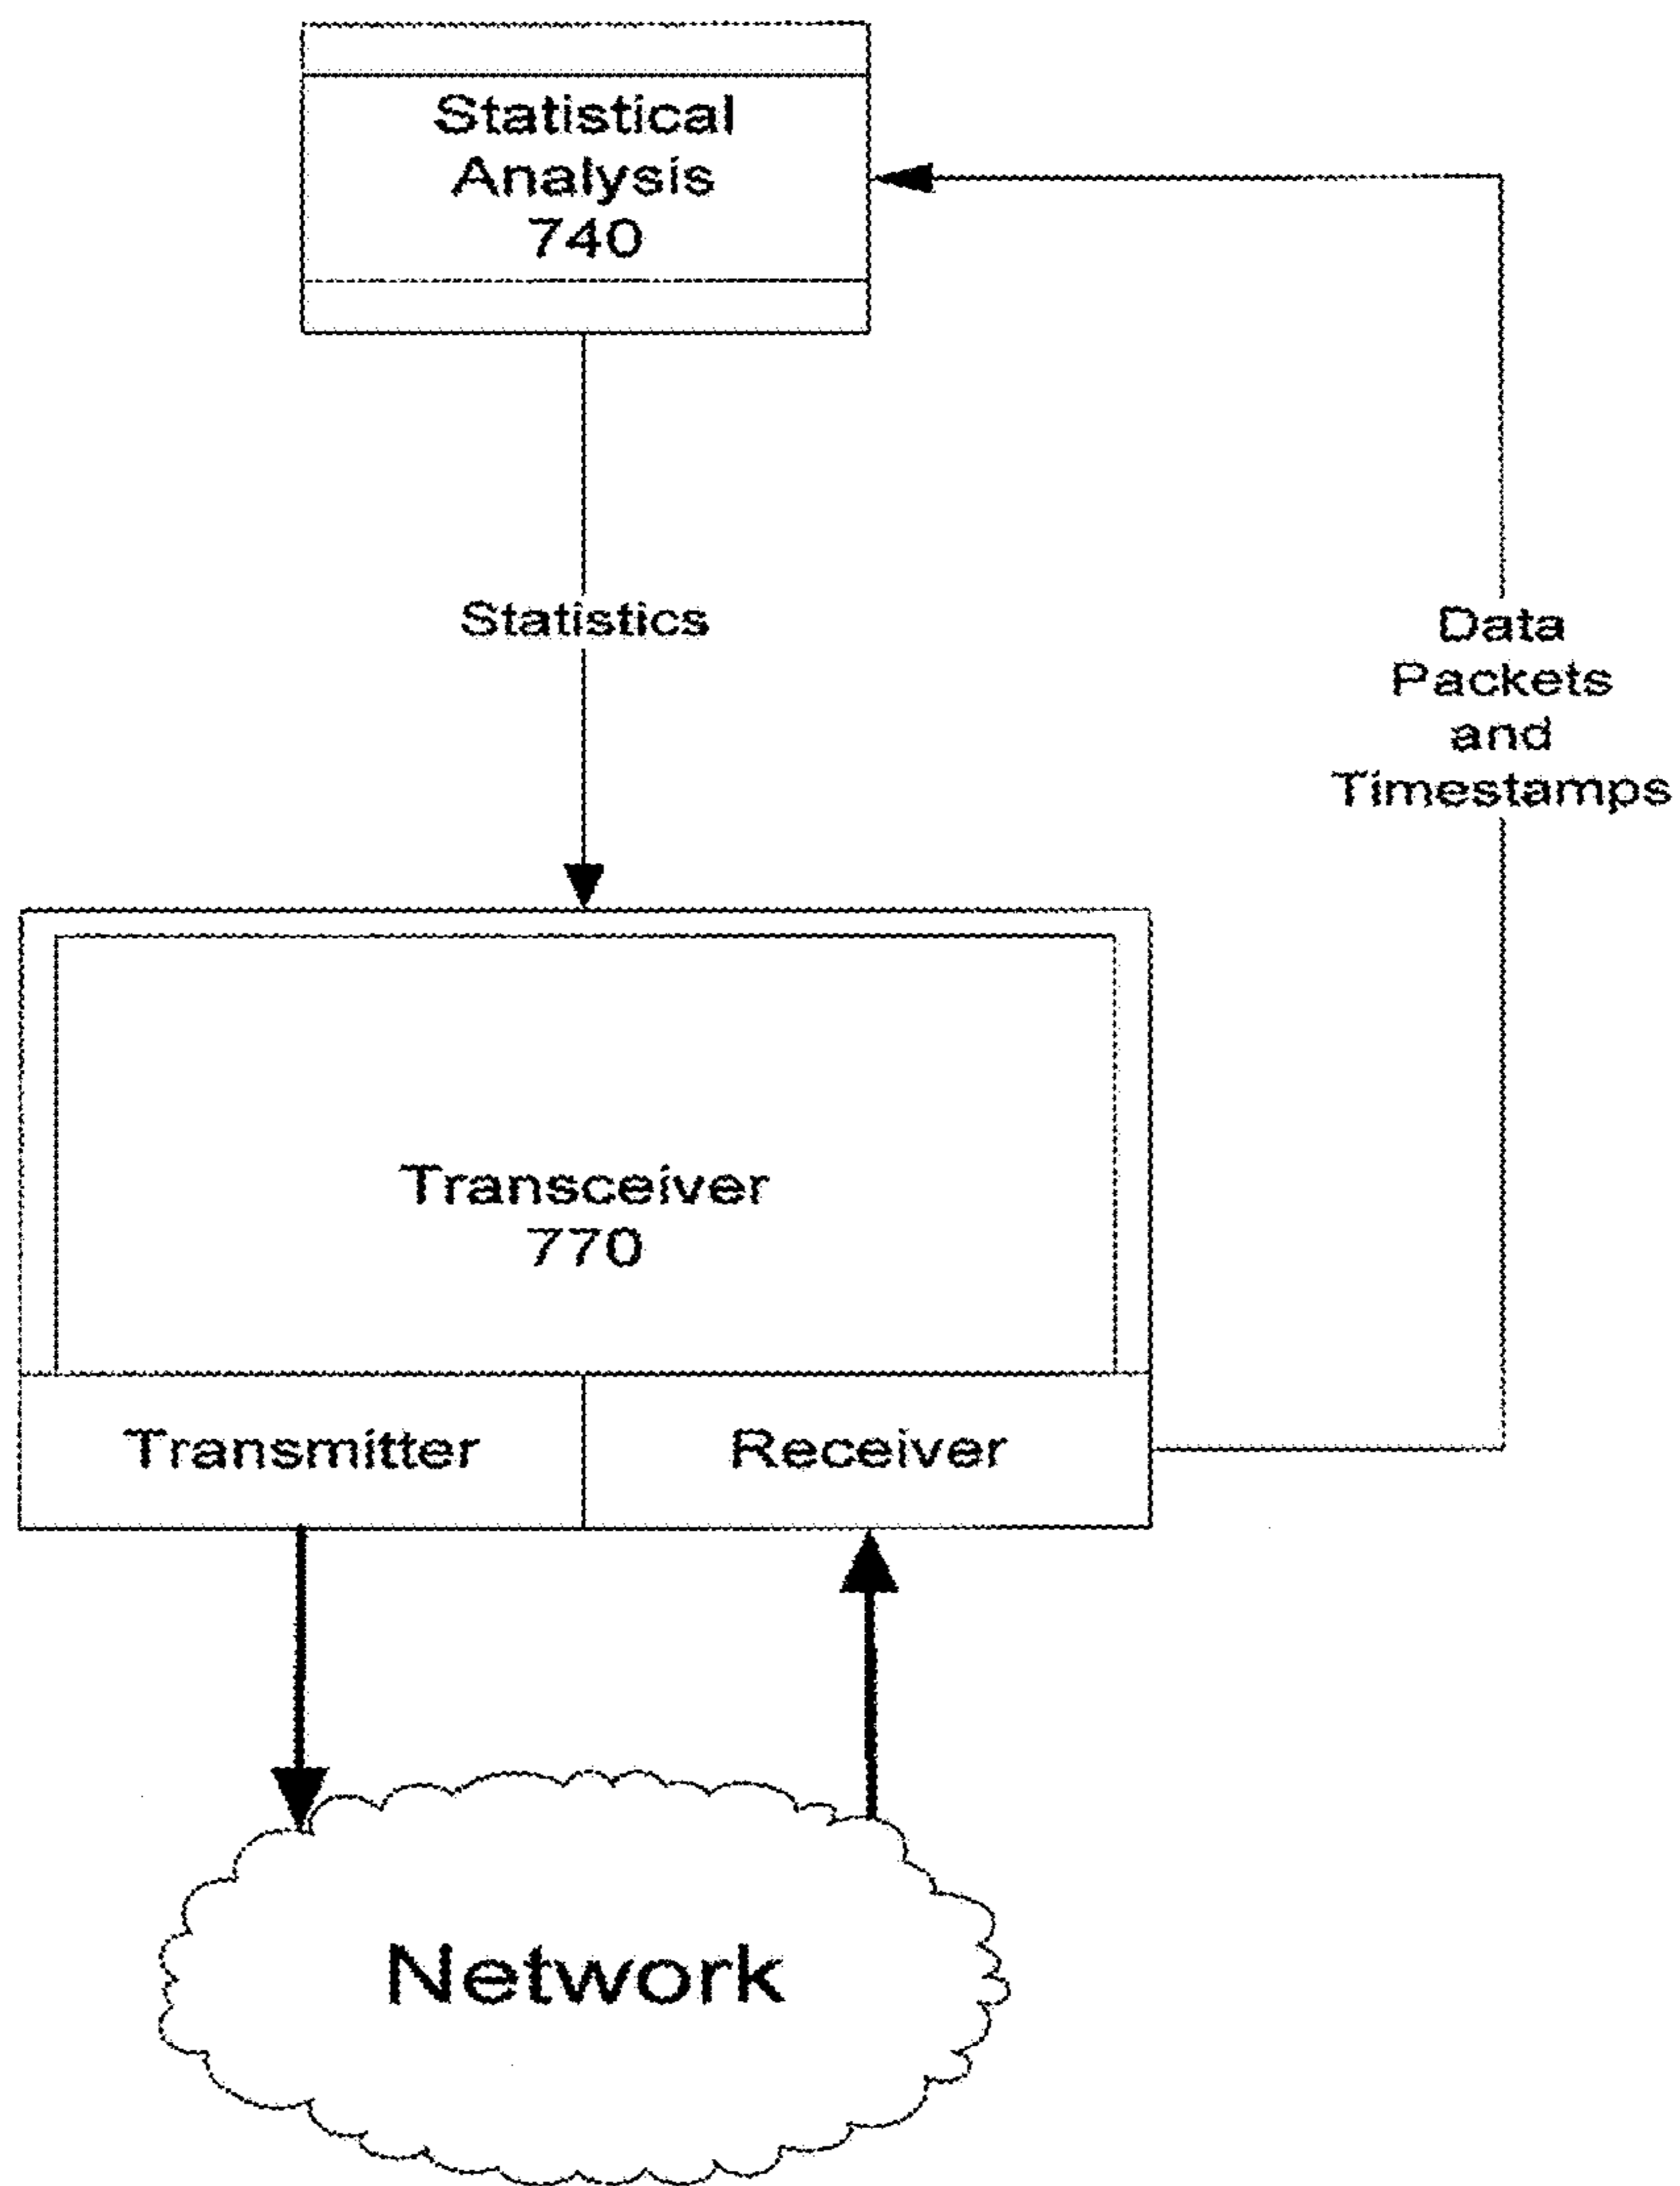 Statistical
Analysis
740
Statistics
Data
Packets
and
Timestamps
Transceiver
770
Transmitter
Receiver
Network